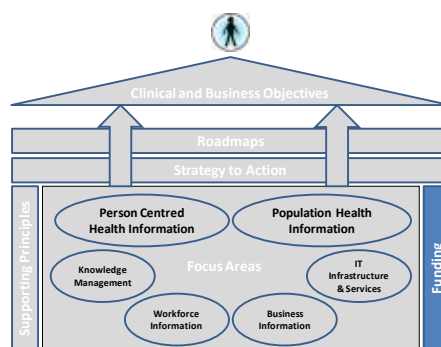 Clinical and Business Objectives
Roadmaps
Strategy to Action
Supporting Principles
Person Centred
Health Information
Population Health
Information
Focus Areas
Knowledge
Management
IT
Infrastructure
& Services
Workforce
Information
Business
Information
Funding